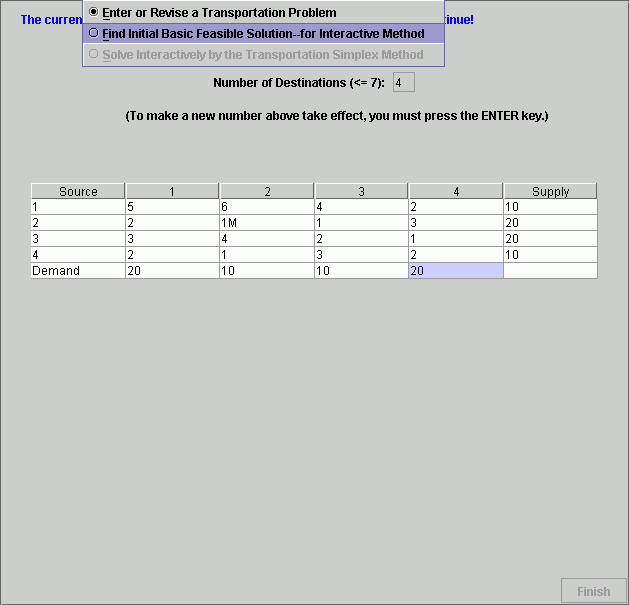 Enter or Revise a Transportation Problem
The curren
tinue!
Find Initial Basic Feasible Solution--for Interactive Method
Solve Interactively by the Transportation Simplex Method
Number of Destinations (<= 7): 4
(To make a new number above take effect, you must press the ENTER key.)
Source 1 2 3 4 Supply
1 5 6 4 2 10
2 2 1M 1 3 20
3 3 4 2 1 20
4 2 1 3 2 10
Demand 20 10 10 20
Finish